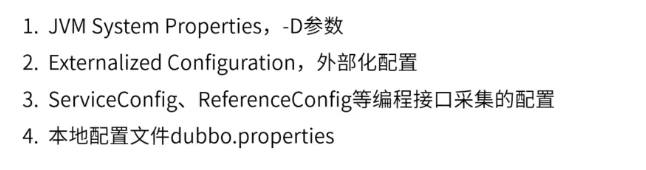 1. JVM System Properties，-D参数
2. Externalized Configuration，外部化配置
3. ServiceConfig、ReferenceConfig等编程接口采集的配置
4. 本地配置文件dubbo.properties